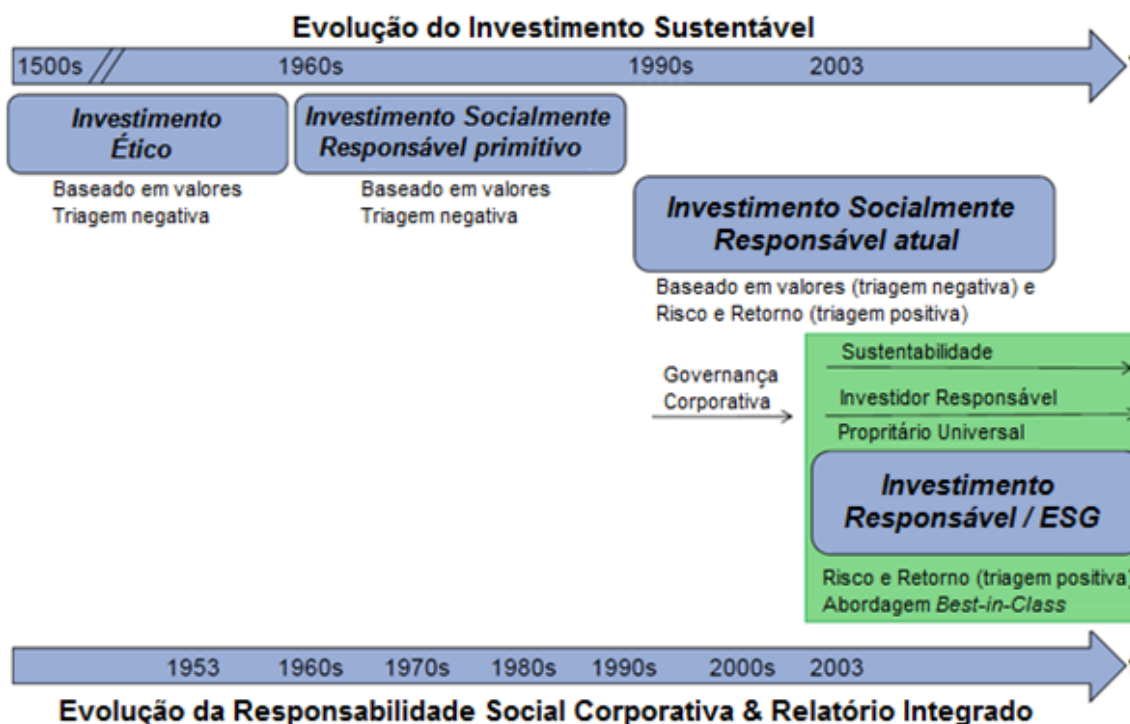 Evolução do Investimento Sustentável
1500s // 1960s 1990s 2003
Investimento
Ético
Baseado em valores
Triagem negativa
Investimento Socialmente
Responsável primitivo
Baseado em valores
Triagem negativa
Investimento Socialmente
Responsável atual
Baseado em valores (triagem negativa) e
Risco e Retorno (triagem positiva)
Governança
Corporativa
Sustentabilidade
Investidor Responsável
Propritário Universal
Investimento
Responsável / ESG
Risco e Retorno (triagem positiva)
Abordagem Best-in-Class
1953 1960s 1970s 1980s 1990s 2000s 2003
Evolução da Responsabilidade Social Corporativa & Relatório Integrado